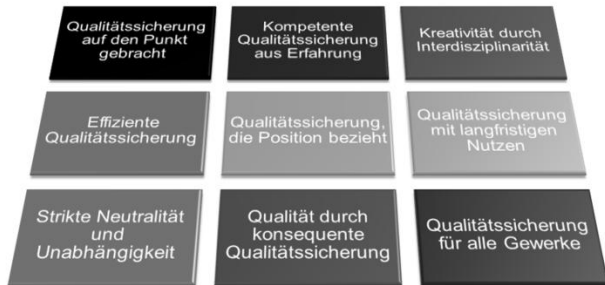 Qualitätssicherung
auf den Punkt
gebracht
Kompetente
Qualitätssicherung
aus Erfahrung
Kreativität durch
Interdisziplinarität
Effiziente
Qualitätssicherung
Qualitätssicherung,
die Position bezieht
Qualitätssicherung
mit langfristigen
Nutzen
Strikte Neutralität
und
Unabhängigkeit
Qualität durch
konsequente
Qualitätssicherung
Qualitätssicherung
für alle Gewerke